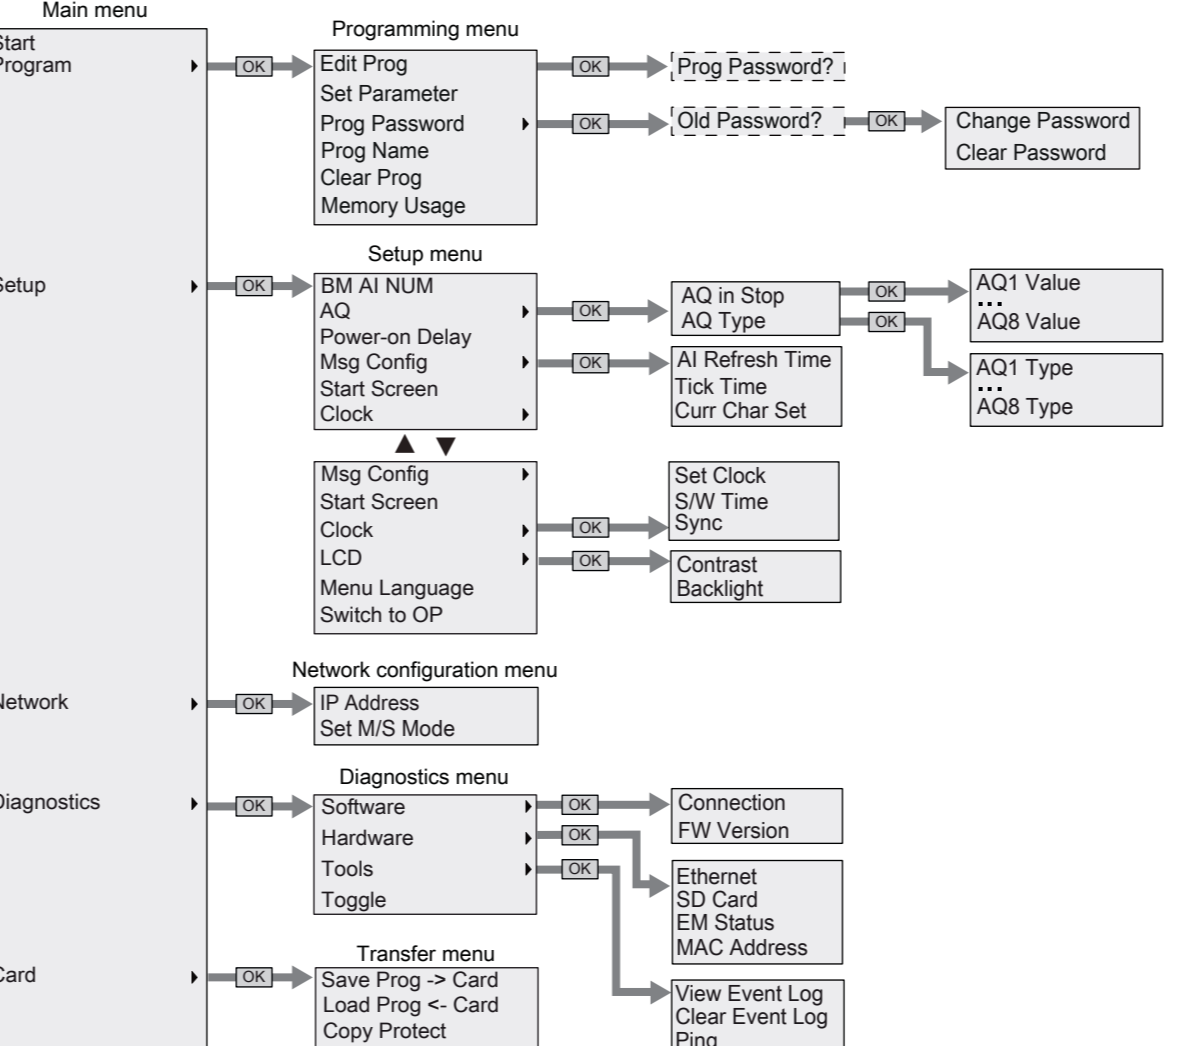 Main menu
Start
Program
OK
Programming menu
Edit Prog
Set Parameter
Prog Password
Prog Name
Clear Prog
Memory Usage
OK
Prog Password?
OK
Old Password?
OK
Change Password
Clear Password
Setup
OK
Setup menu
BM AI NUM
AQ
Power-on Delay
Msg Config
Start Screen
Clock
OK
AQ in Stop
AQ Type
OK
AQ1 Value
...
AQ8 Value
OK
AQ1 Type
...
AQ8 Type
OK
AI Refresh Time
Tick Time
Curr Char Set
Msg Config
Start Screen
Clock
LCD
Menu Language
Switch to OP
OK
Set Clock
S/W Time
Sync
OK
Contrast
Backlight
Network
OK
Network configuration menu
IP Address
Set M/S Mode
Diagnostics
OK
Diagnostics menu
Software
Hardware
Tools
Toggle
OK
Connection
FW Version
OK
Ethernet
SD Card
EM Status
MAC Address
OK
View Event Log
Clear Event Log
Ping
Card
OK
Transfer menu
Save Prog -> Card
Load Prog <- Card
Copy Protect